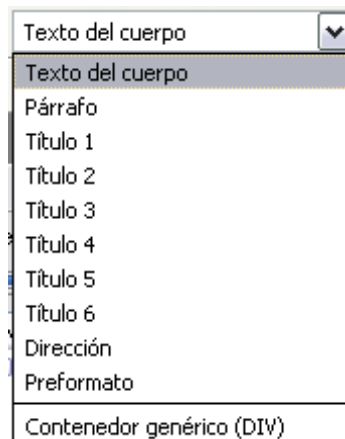 Texto del cuerpo
Texto del cuerpo
Párrafo
Título 1
Título 2
Título 3
Título 4
Título 5
Título 6
Dirección
Preformato
Contenedor genérico (DIV)